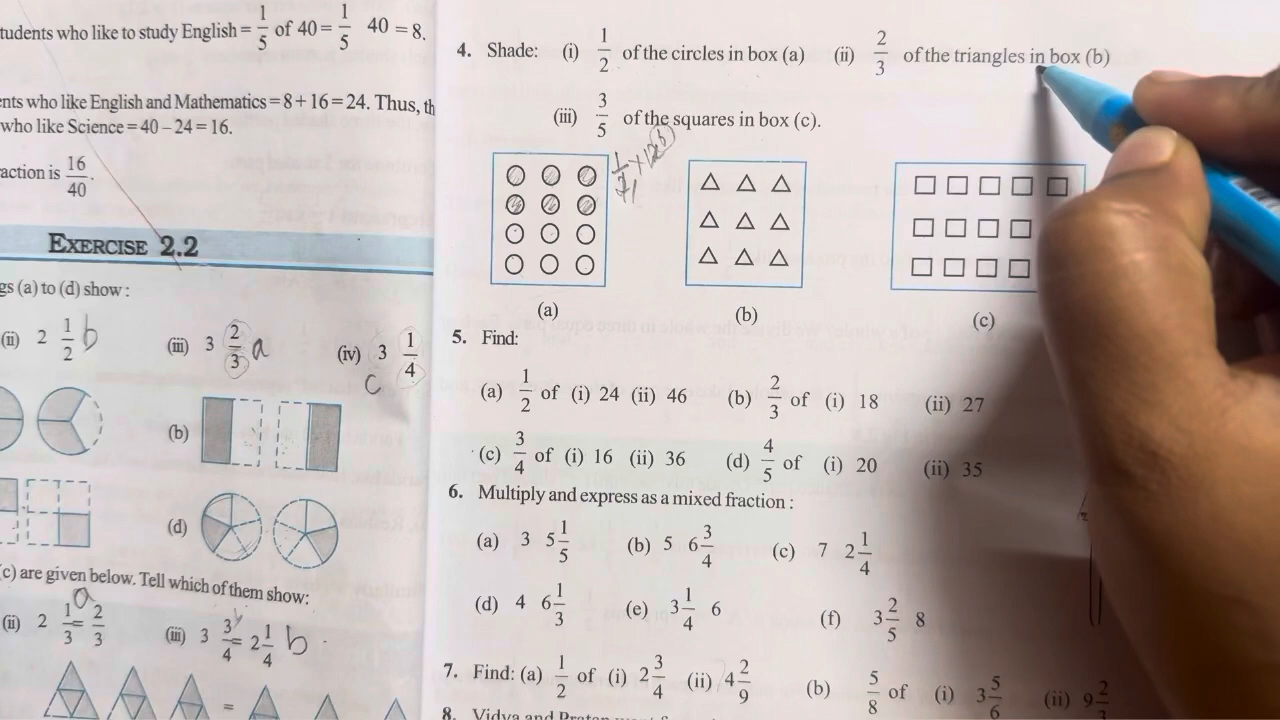 tudents who like to study English = 1/5 of 40 = 1/5 40 = 8.
ents who like English and Mathematics = 8 + 16 = 24. Thus, th
who like Science = 40 – 24 = 16.
action is 16/40.
EXERCISE 2.2
gs (a) to (d) show:
(ii) 2 1/2 b (iii) 3 2/3 a (iv) 3 1/4 c
(b)
(d)
(c) are given below. Tell which of them show:
a
(ii) 2 1/3 = 2/3 (iii) 3 3/4 = 2 1/4 b
=
4. Shade: (i) 1/2 of the circles in box (a) (ii) 2/3 of the triangles in box (b)
(iii) 3/5 of the squares in box (c).
(a) (b) (c)
5. Find:
(a) 1/2 of (i) 24 (ii) 46 (b) 2/3 of (i) 18 (ii) 27
(c) 3/4 of (i) 16 (ii) 36 (d) 4/5 of (i) 20 (ii) 35
6. Multiply and express as a mixed fraction :
(a) 3 5 1/5 (b) 5 6 3/4 (c) 7 2 1/4
(d) 4 6 1/3 (e) 3 1/4 6 (f) 3 2/5 8
7. Find: (a) 1/2 of (i) 2 3/4 (ii) 4 2/9 (b) 5/8 of (i) 3 5/6 (ii) 9 2/3
8. Vidya and Pratap went